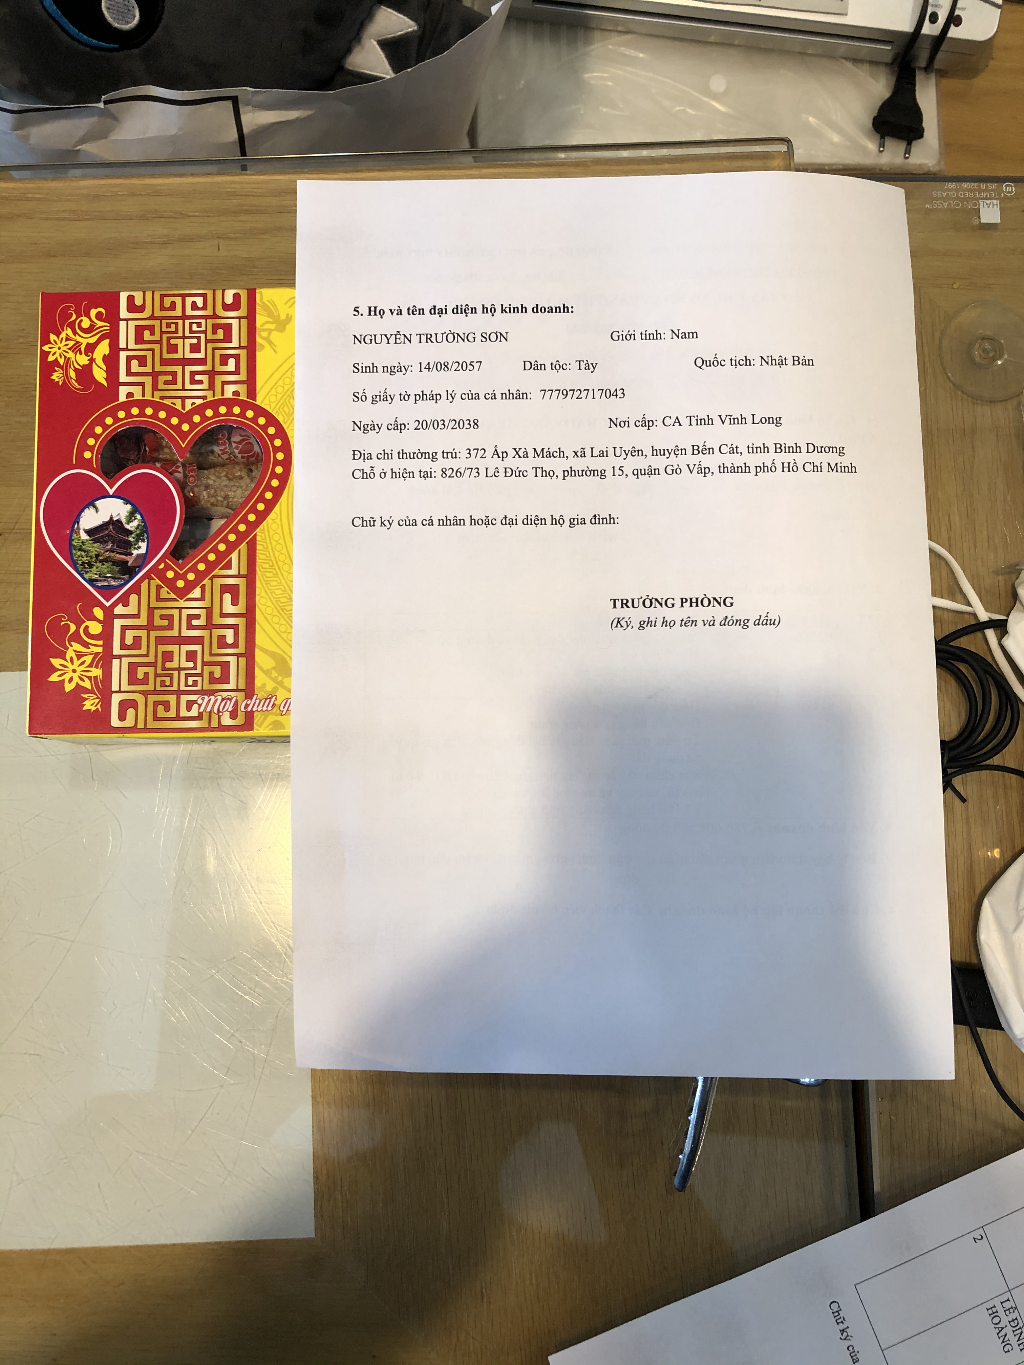 HALION GLASS™
TEMPERED GLASS
JIS R 3206 1997
5. Họ và tên đại diện hộ kinh doanh:
NGUYỄN TRƯỜNG SƠN Giới tính: Nam
Sinh ngày: 14/08/2057 Dân tộc: Tày Quốc tịch: Nhật Bản
Số giấy tờ pháp lý của cá nhân: 777972717043
Ngày cấp: 20/03/2038 Nơi cấp: CA Tỉnh Vĩnh Long
Địa chỉ thường trú: 372 Ấp Xà Mách, xã Lai Uyên, huyện Bến Cát, tỉnh Bình Dương
Chỗ ở hiện tại: 826/73 Lê Đức Thọ, phường 15, quận Gò Vấp, thành phố Hồ Chí Minh
Chữ ký của cá nhân hoặc đại diện hộ gia đình:
TRƯỞNG PHÒNG
(Ký, ghi họ tên và đóng dấu)
Một chút
2
LÊ ĐÌNH
HOÀNG
Chữ ký của